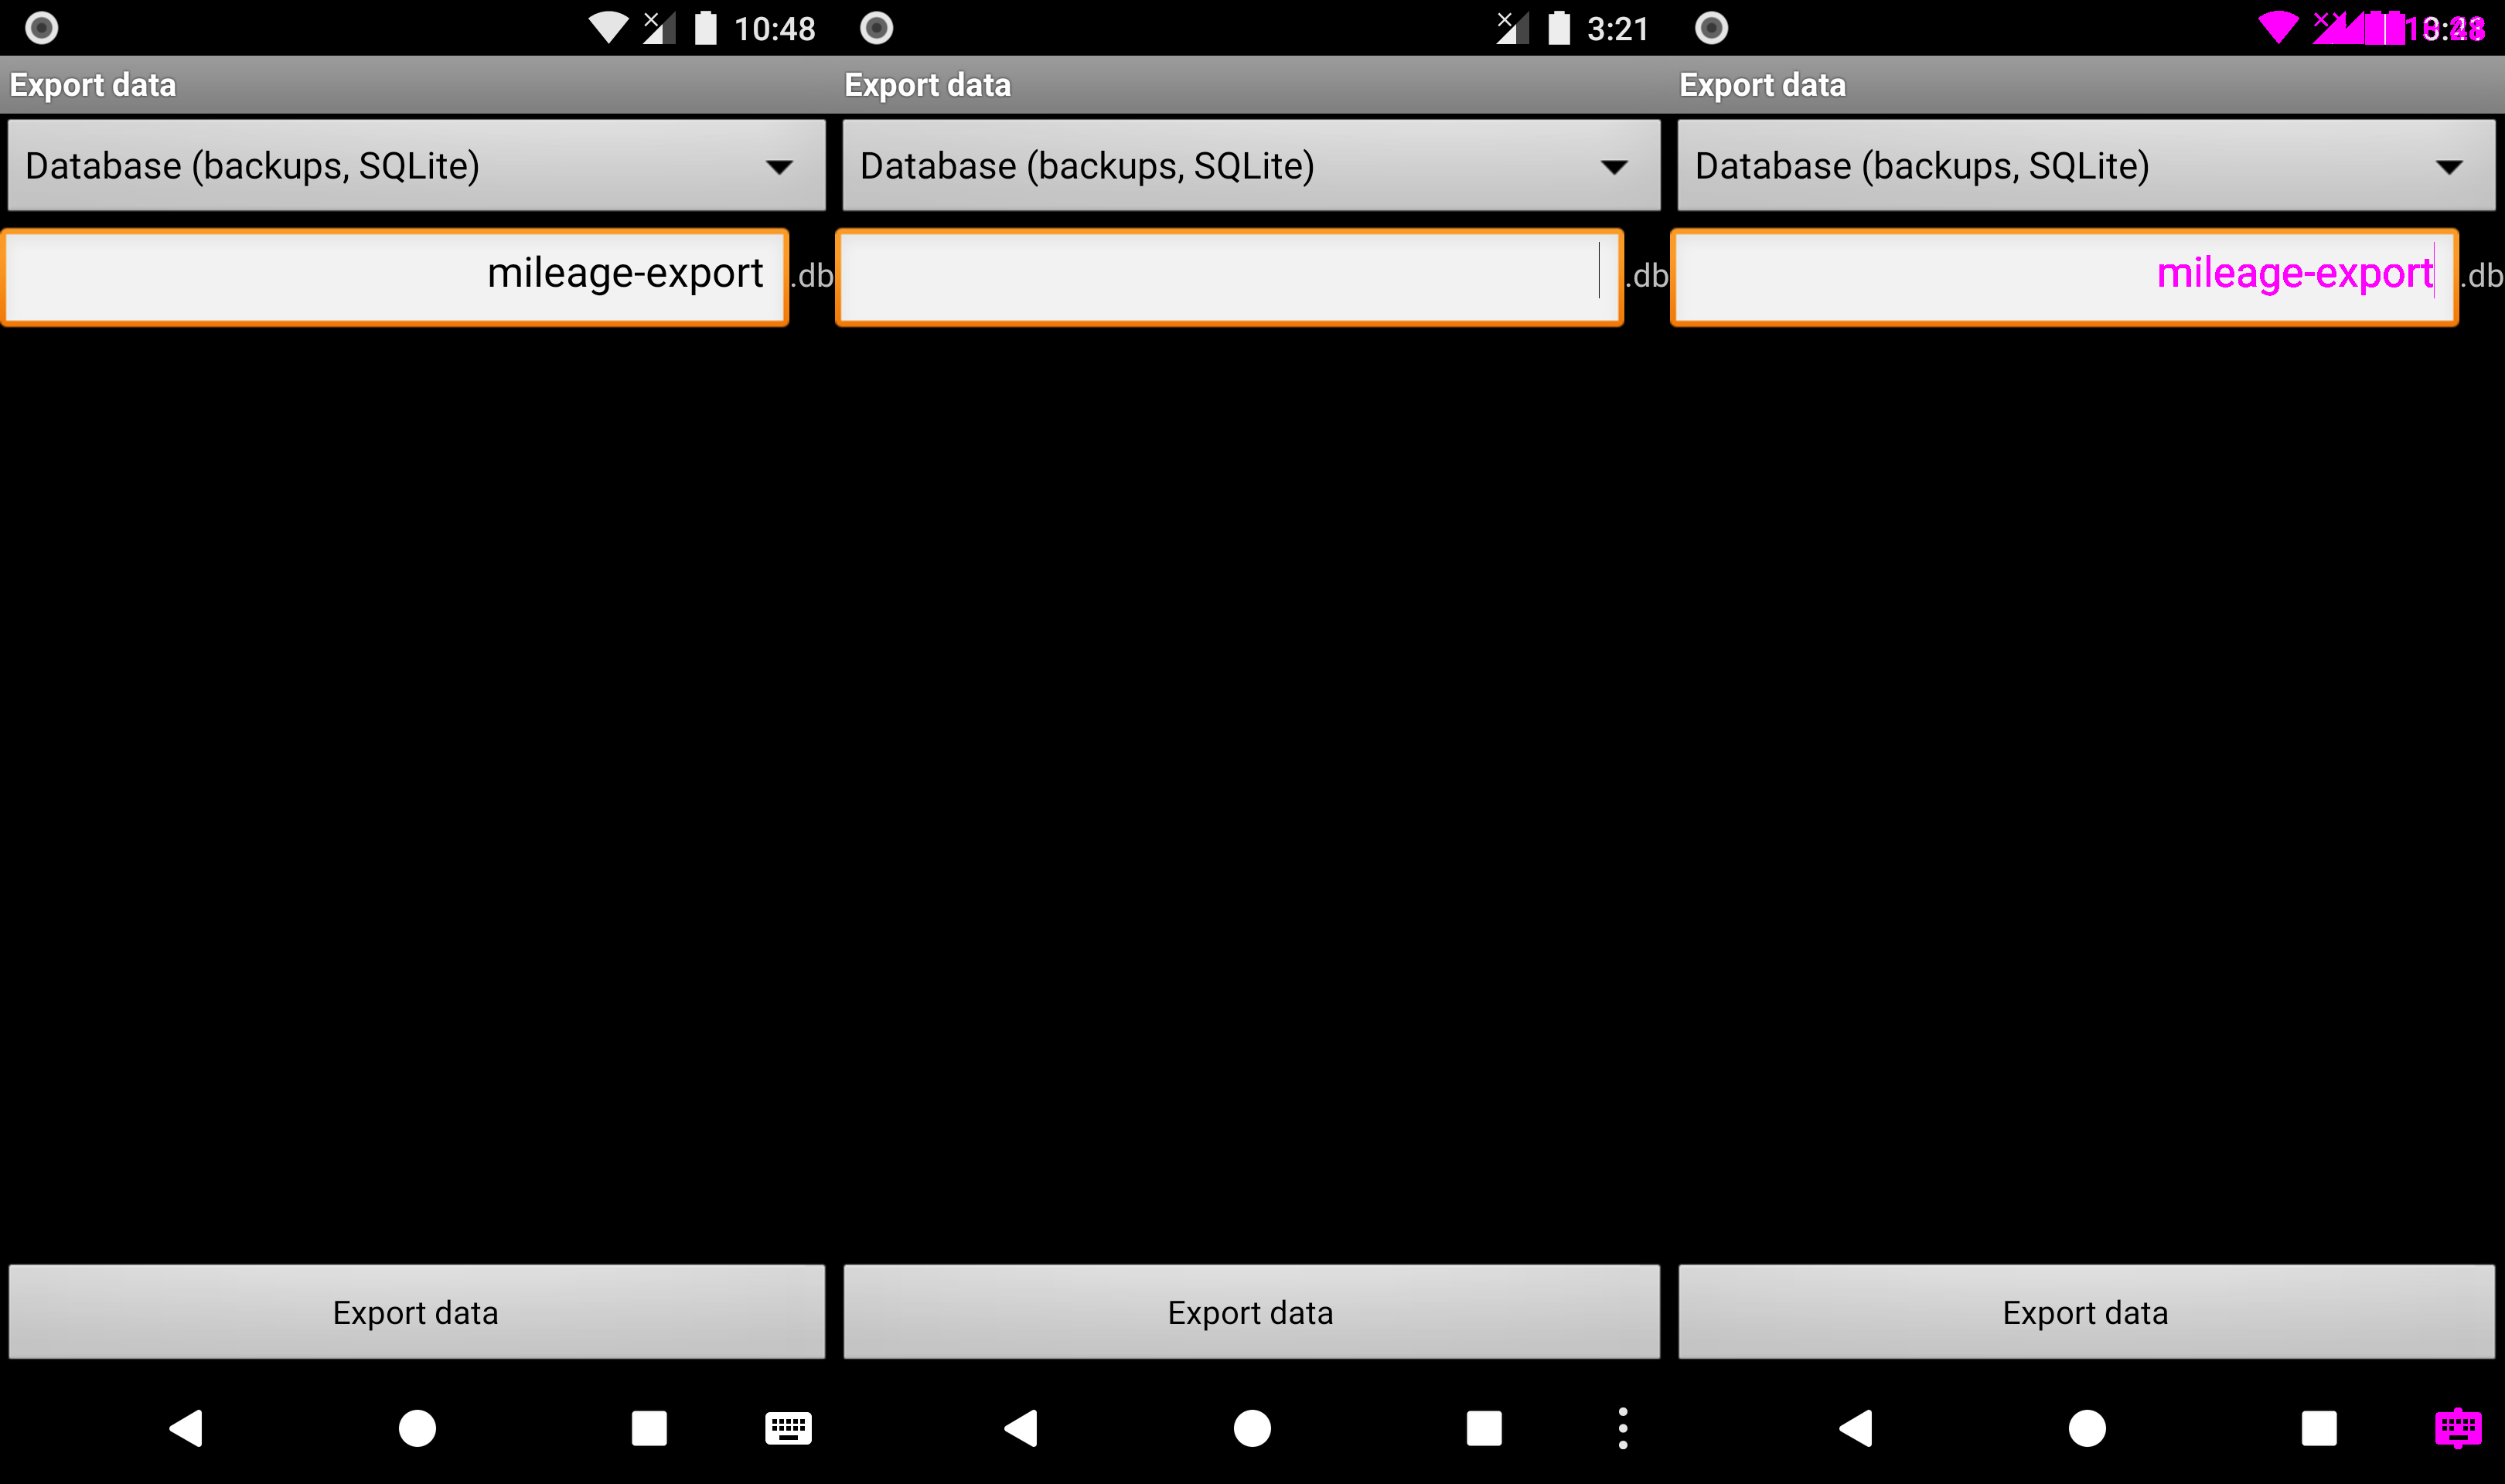 10:48
Export data
Database (backups, SQLite)
mileage-export .db
Export data
3:21
Export data
Database (backups, SQLite)
.db
Export data
Export data
Database (backups, SQLite)
mileage-export .db
Export data